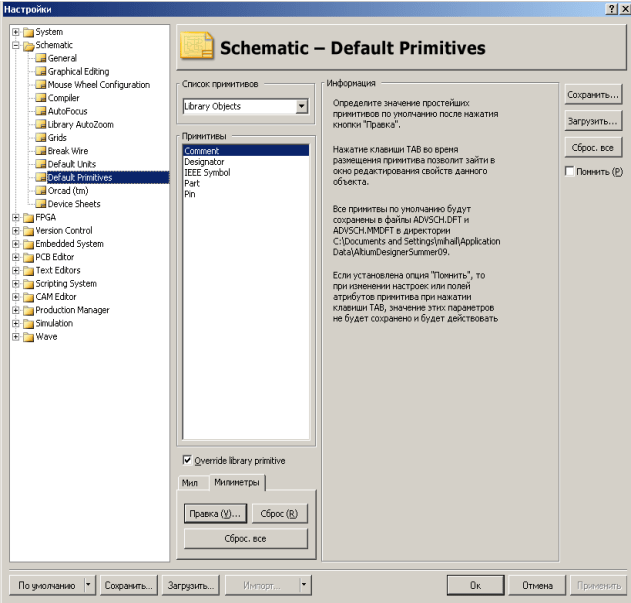 Настройки
System
Schematic
General
Graphical Editing
Mouse Wheel Configuration
Compiler
AutoFocus
Library AutoZoom
Grids
Break Wire
Default Units
Default Primitives
Orcad (tm)
Device Sheets
FPGA
Version Control
Embedded System
PCB Editor
Text Editors
Scripting System
CAM Editor
Production Manager
Simulation
Wave
Schematic – Default Primitives
Список примитивов
Library Objects
Примитивы
Comment
Designator
IEEE Symbol
Part
Pin
Override library primitive
Мил
Милиметры
Правка (V)...
Сброс (R)
Сброс. все
Информация
Определите значение простейших
примитивов по умолчанию после нажатия
кнопки "Правка".
Нажатие клавиши TAB во время
размещения примитива позволит зайти в
окно редактирования свойств данного
объекта.
Все примитвы по умолчанию будут
сохранены в файлы ADVSCH.DFT и
ADVSCH.MMDFT в директории
C:\Documents and Settings\mihail\Application
Data\AltiumDesignerSummer09.
Если установлена опция "Помнить", то
при изменении настроек или полей
атрибутов примитива при нажатии
клавиши TAB, значение этих параметров
не будет сохранено и будет действовать
Сохранить...
Загрузить...
Сброс. все
Помнить (P)
По умолчанию
Сохранить...
Загрузить...
Импорт...
Ок
Отмена
Применить